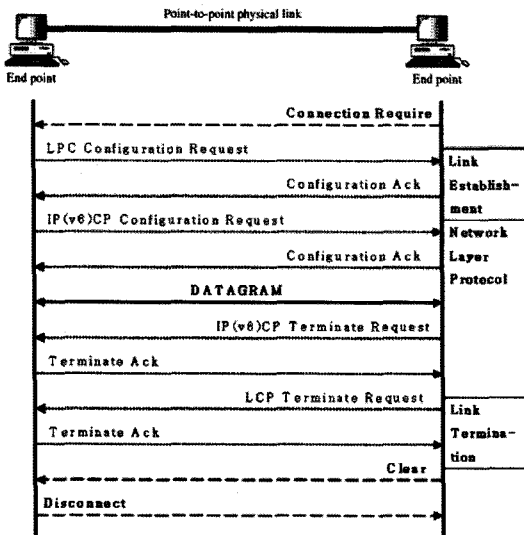 Point-to-point physical link
End point
End point
Connection Require
LPC Configuration Request
Link
Establish-
ment
Configuration Ack
IP(v6)CP Configuration Request
Network
Layer
Protocol
Configuration Ack
DATAGRAM
IP(v6)CP Terminate Request
Terminate Ack
LCP Terminate Request
Link
Termina-
tion
Terminate Ack
Clear
Disconnect